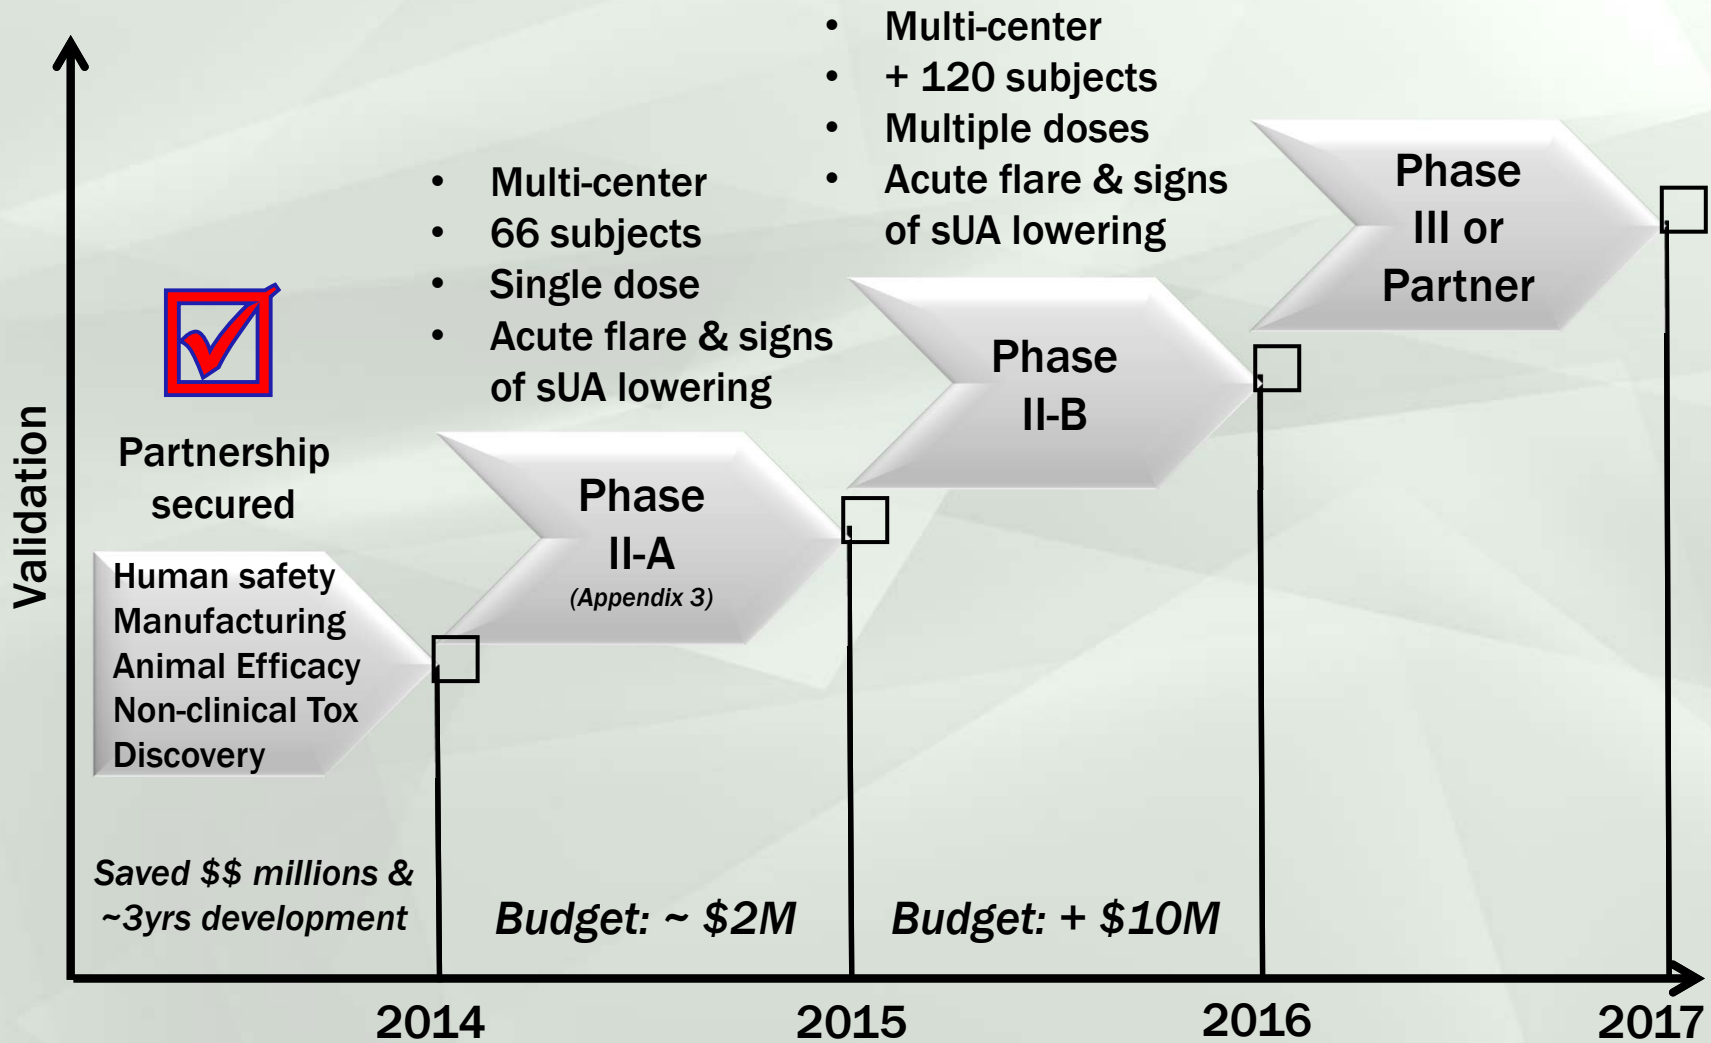 Validation
Partnership
secured
Human safety
Manufacturing
Animal Efficacy
Non-clinical Tox
Discovery
Saved $$ millions &
~3yrs development
• Multi-center
• 66 subjects
• Single dose
• Acute flare & signs
of sUA lowering
Phase
II-A
(Appendix 3)
Budget: ~ $2M
• Multi-center
• + 120 subjects
• Multiple doses
• Acute flare & signs
of sUA lowering
Phase
II-B
Budget: + $10M
Phase
III or
Partner
2014
2015
2016
2017